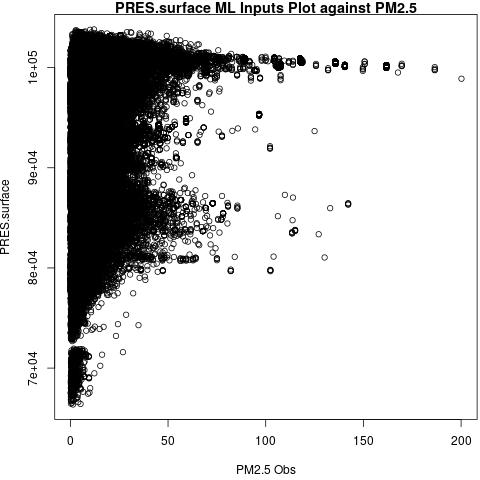 PRES.surface ML Inputs Plot against PM2.5
1e+05
9e+04
8e+04
7e+04
PRES.surface
0 50 100 150 200
PM2.5 Obs